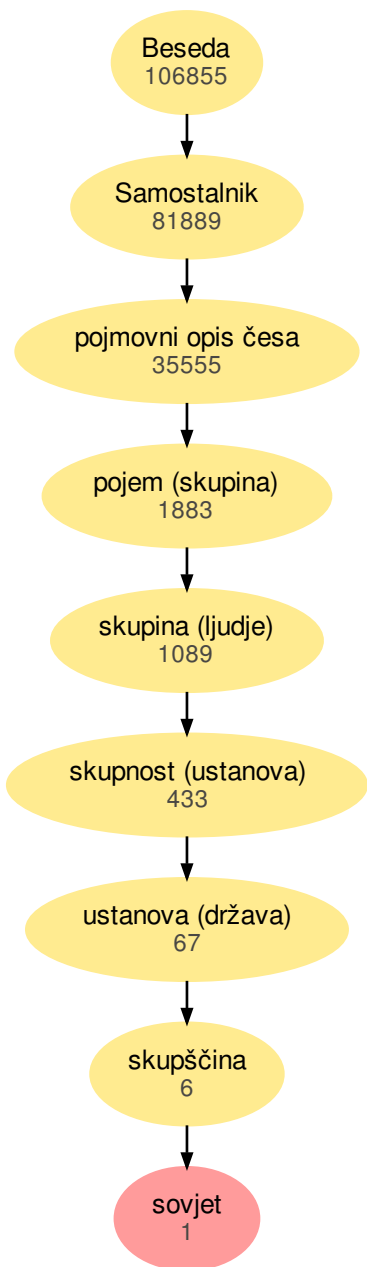 Beseda
106855
Samostalnik
81889
pojmovni opis česa
35555
pojem (skupina)
1883
skupina (ljudje)
1089
skupnost (ustanova)
433
ustanova (država)
67
skupščina
6
sovjet
1